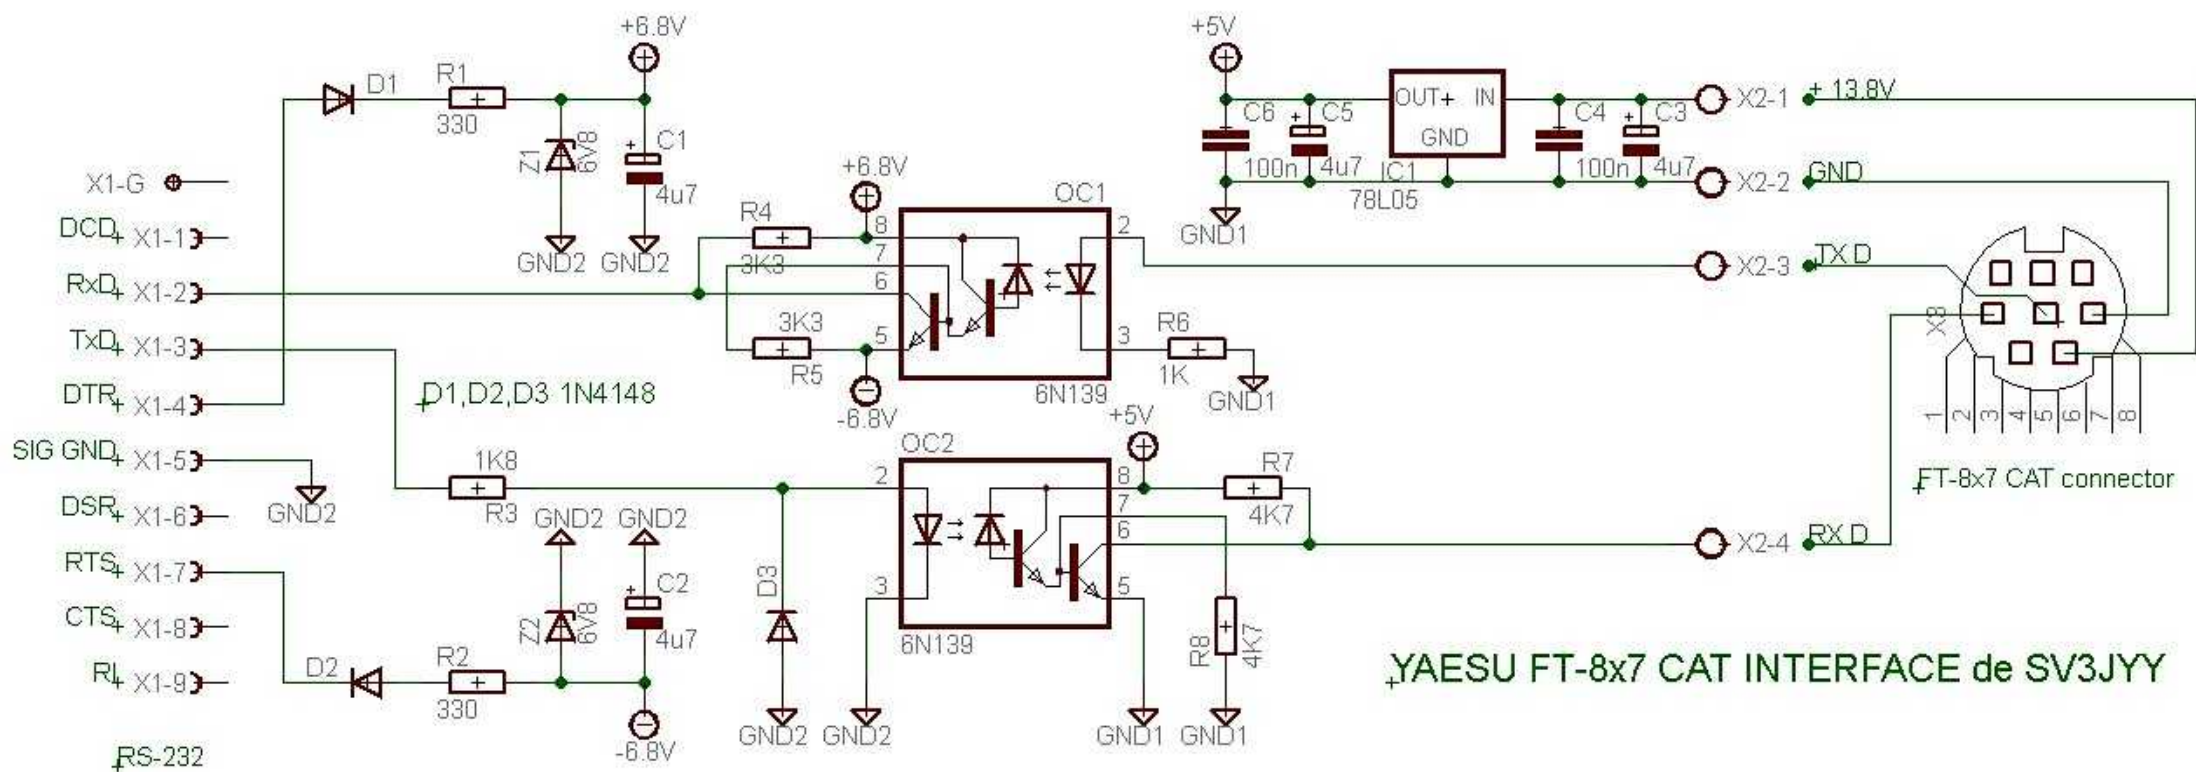 +6.8V
+5V
D1
R1
330
Z1
6V8
C1
4u7
GND2
GND2
C6
100n
C5
4u7
OUT
IN
GND
IC1
78L05
C4
100n
C3
4u7
X2-1
+ 13.8V
X2-2
GND
GND1
X1-G
DCD
X1-1
RxD
X1-2
TxD
X1-3
DTR
X1-4
SIG GND
X1-5
GND2
DSR
X1-6
RTS
X1-7
CTS
X1-8
RI
X1-9
RS-232
+6.8V
R4
3K3
OC1
8
7
6
5
2
3
3K3
R5
-6.8V
6N139
R6
1K
GND1
X2-3
TX D
X3
1
2
3
4
5
6
7
8
FT-8x7 CAT connector
D1,D2,D3 1N4148
1K8
R3
GND2
GND2
Z2
6V8
C2
4u7
D2
R2
330
-6.8V
D3
GND2
GND2
OC2
2
3
8
7
6
5
6N139
+5V
R7
4K7
R8
4K7
GND1
GND1
X2-4
RX D
YAESU FT-8x7 CAT INTERFACE de SV3JYY